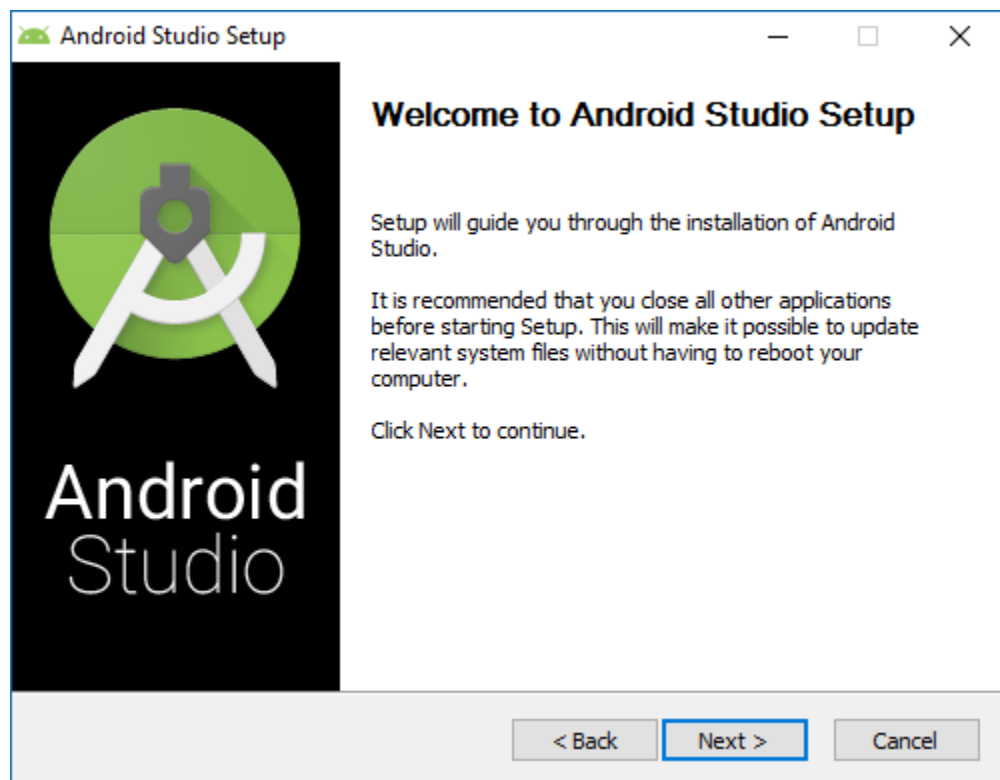 Android Studio Setup
Welcome to Android Studio Setup
Setup will guide you through the installation of Android
Studio.
It is recommended that you close all other applications
before starting Setup. This will make it possible to update
relevant system files without having to reboot your
computer.
Click Next to continue.
Android
Studio
< Back
Next >
Cancel